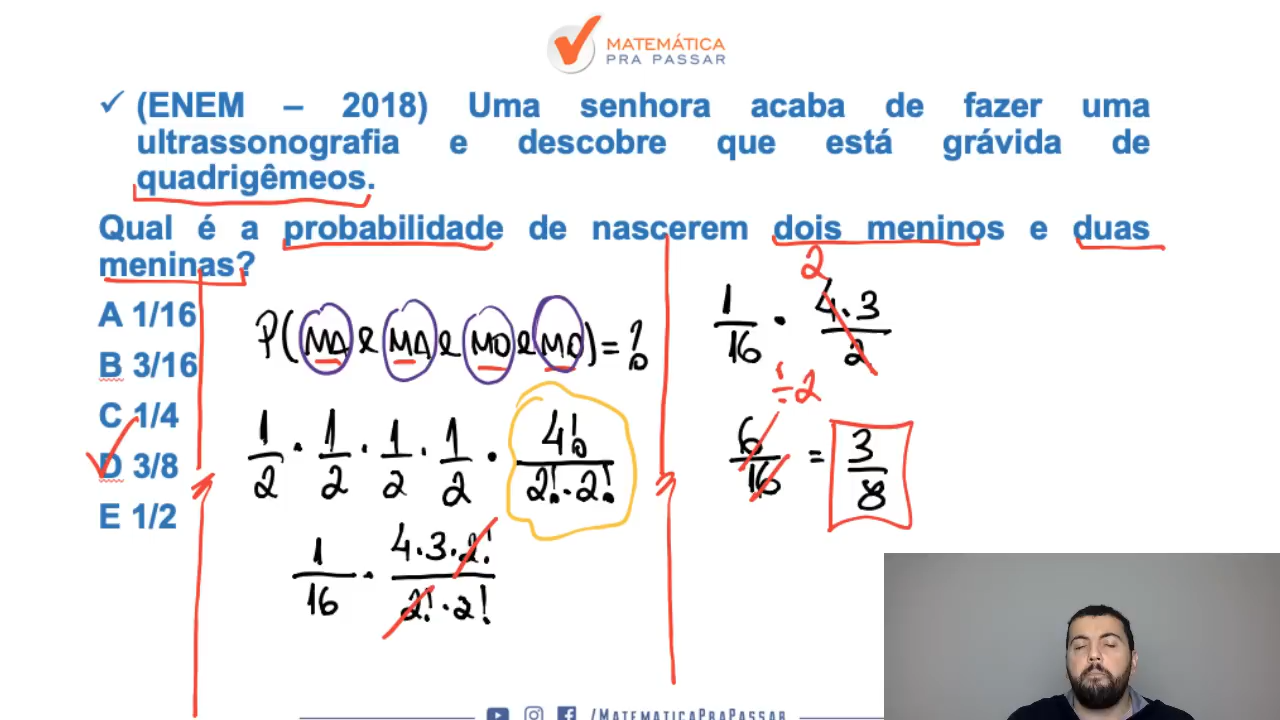 MATEMÁTICA
PRA PASSAR
✓ (ENEM – 2018) Uma senhora acaba de fazer uma
ultrassonografia e descobre que está grávida de
quadrigêmeos.
Qual é a probabilidade de nascerem dois meninos e duas
meninas?
A 1/16
B 3/16
C 1/4
D 3/8
E 1/2
P(MA e MA e MO e MO) = ?
1/2 · 1/2 · 1/2 · 1/2 · 4!/(2! · 2!)
1/16 · (4 · 3 · 2!)/(2! · 2!)
2
1/16 · (4 · 3)/2
÷2
6/16 = 3/8
/MATEMATICAPRAPASSAR